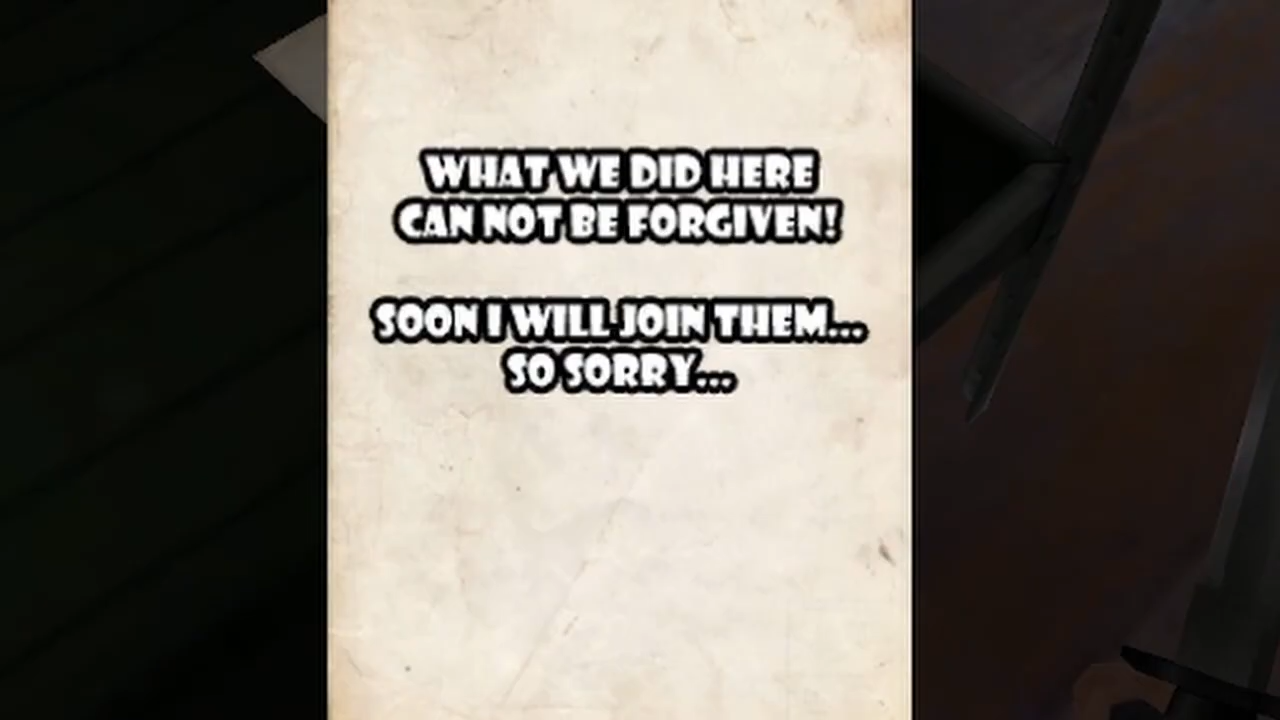 WHAT WE DID HERE
CAN NOT BE FORGIVEN!
SOON I WILL JOIN THEM...
SO SORRY...